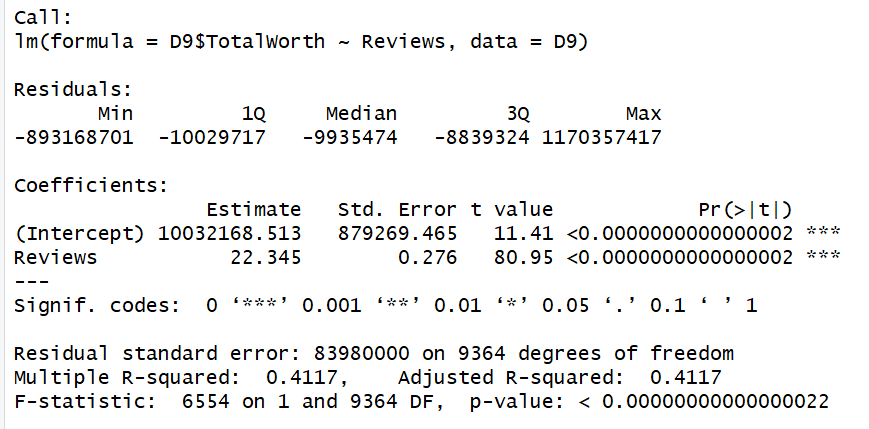 Call:
lm(formula = D9$TotalWorth ~ Reviews, data = D9)
Residuals:
Min 1Q Median 3Q Max
-893168701 -10029717 -9935474 -8839324 1170357417
Coefficients:
Estimate Std. Error t value Pr(>|t|)
(Intercept) 10032168.513 879269.465 11.41 <0.0000000000000002 ***
Reviews 22.345 0.276 80.95 <0.0000000000000002 ***
---
Signif. codes: 0 ‘***’ 0.001 ‘**’ 0.01 ‘*’ 0.05 ‘.’ 0.1 ‘ ’ 1
Residual standard error: 83980000 on 9364 degrees of freedom
Multiple R-squared: 0.4117, Adjusted R-squared: 0.4117
F-statistic: 6554 on 1 and 9364 DF, p-value: < 0.00000000000000022